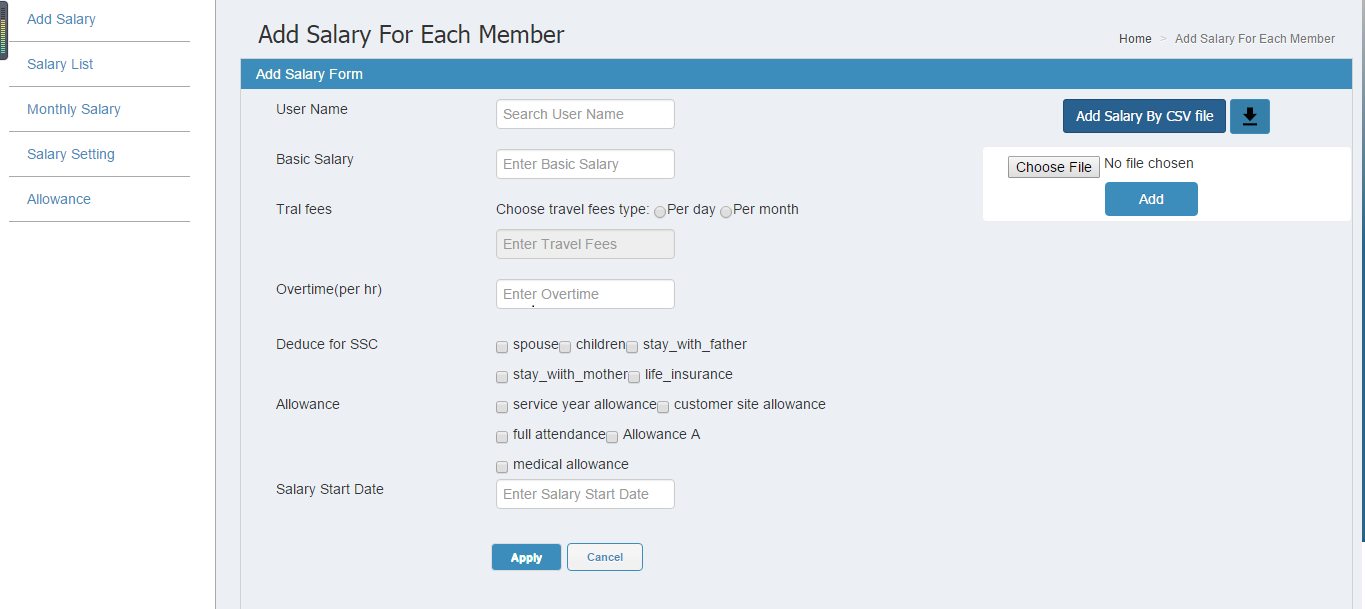 Add Salary
Salary List
Monthly Salary
Salary Setting
Allowance
Add Salary For Each Member
Home > Add Salary For Each Member
Add Salary Form
User Name Search User Name
Add Salary By CSV file
Choose File No file chosen
Add
Basic Salary Enter Basic Salary
Tral fees Choose travel fees type: Per day Per month
Enter Travel Fees
Overtime(per hr) Enter Overtime
Deduce for SSC spouse children stay_with_father
stay_wiith_mother life_insurance
Allowance service year allowance customer site allowance
full attendance Allowance A
medical allowance
Salary Start Date Enter Salary Start Date
Apply Cancel